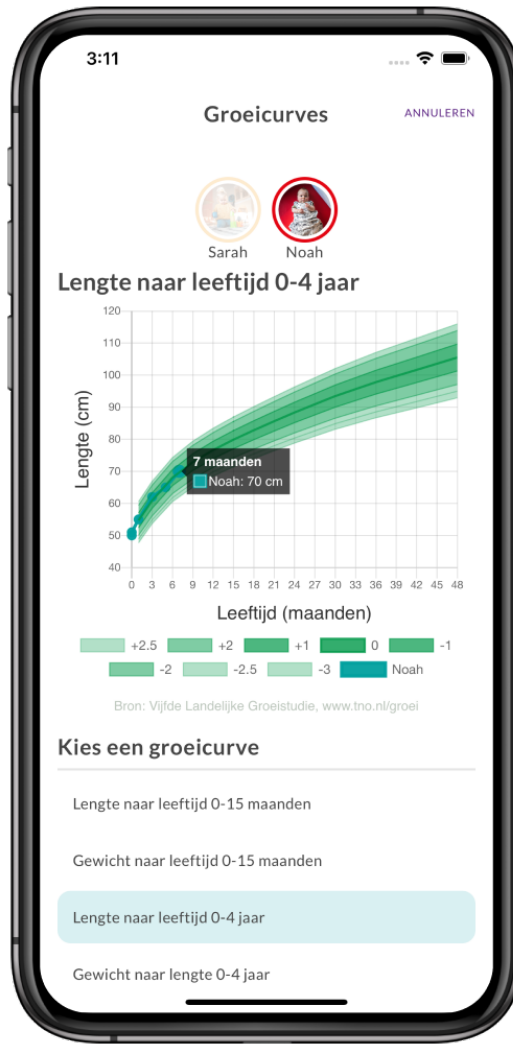 3:11
Groeicurves
ANNULEREN
Sarah
Noah
Lengte naar leeftijd 0-4 jaar
120
110
100
90
80
70
60
50
40
Lengte (cm)
7 maanden
Noah: 70 cm
0 3 6 9 12 15 18 21 24 27 30 33 36 39 42 45 48
Leeftijd (maanden)
+2.5 +2 +1 0 -1
-2 -2.5 -3 Noah
Bron: Vijfde Landelijke Groeistudie, www.tno.nl/groei
Kies een groeicurve
Lengte naar leeftijd 0-15 maanden
Gewicht naar leeftijd 0-15 maanden
Lengte naar leeftijd 0-4 jaar
Gewicht naar lengte 0-4 jaar